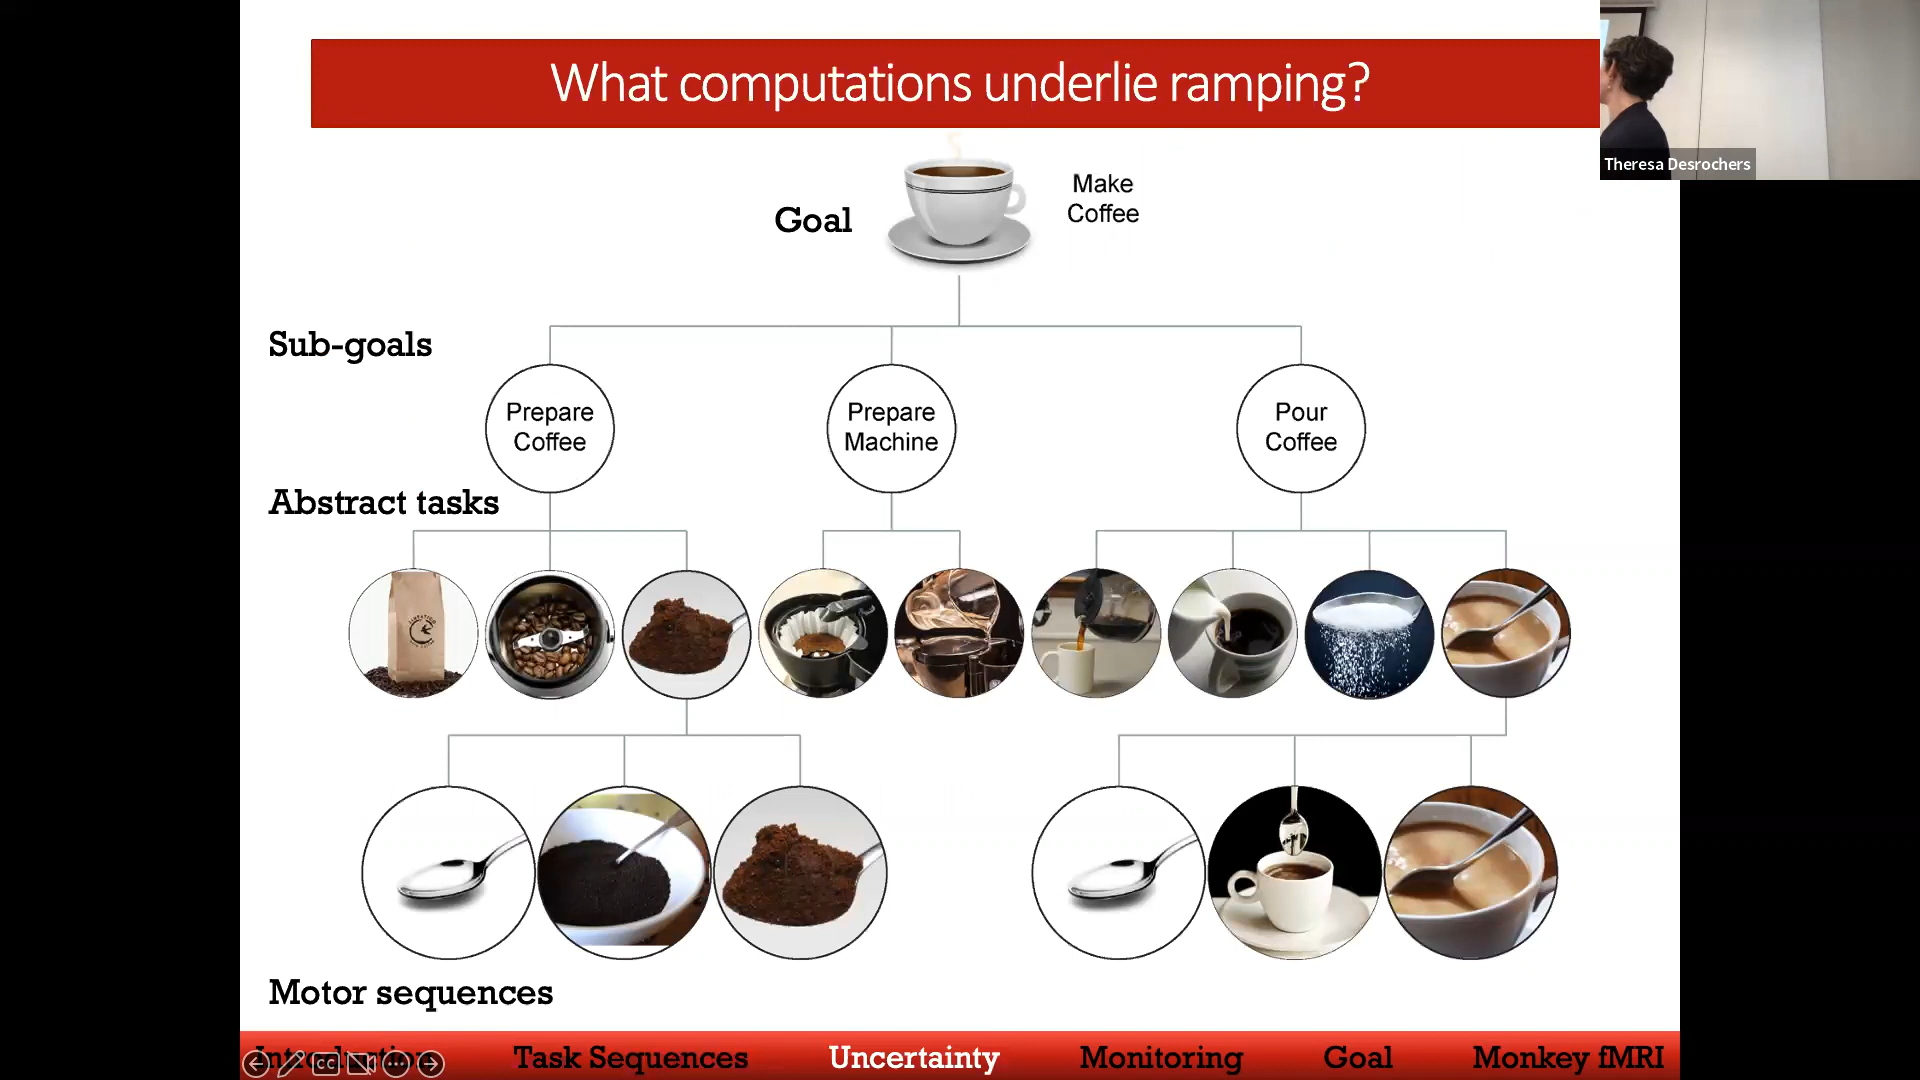 What computations underlie ramping?
Theresa Desrochers
Goal
Make
Coffee
Sub-goals
Prepare
Coffee
Prepare
Machine
Pour
Coffee
Abstract tasks
Motor sequences
Introduction
Task Sequences
Uncertainty
Monitoring
Goal
Monkey fMRI
CC